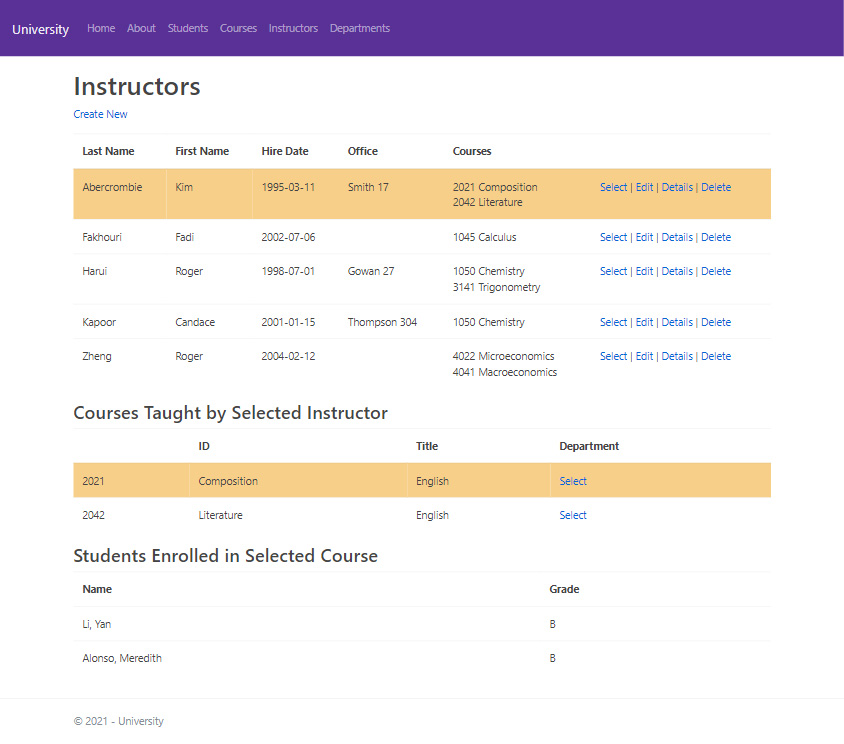 University Home About Students Courses Instructors Departments
Instructors
Create New
Last Name First Name Hire Date Office Courses
Abercrombie Kim 1995-03-11 Smith 17 2021 Composition Select | Edit | Details | Delete
2042 Literature
Fakhouri Fadi 2002-07-06 1045 Calculus Select | Edit | Details | Delete
Harui Roger 1998-07-01 Gowan 27 1050 Chemistry Select | Edit | Details | Delete
3141 Trigonometry
Kapoor Candace 2001-01-15 Thompson 304 1050 Chemistry Select | Edit | Details | Delete
Zheng Roger 2004-02-12 4022 Microeconomics Select | Edit | Details | Delete
4041 Macroeconomics
Courses Taught by Selected Instructor
ID Title Department
2021 Composition English Select
2042 Literature English Select
Students Enrolled in Selected Course
Name Grade
Li, Yan B
Alonso, Meredith B
© 2021 - University